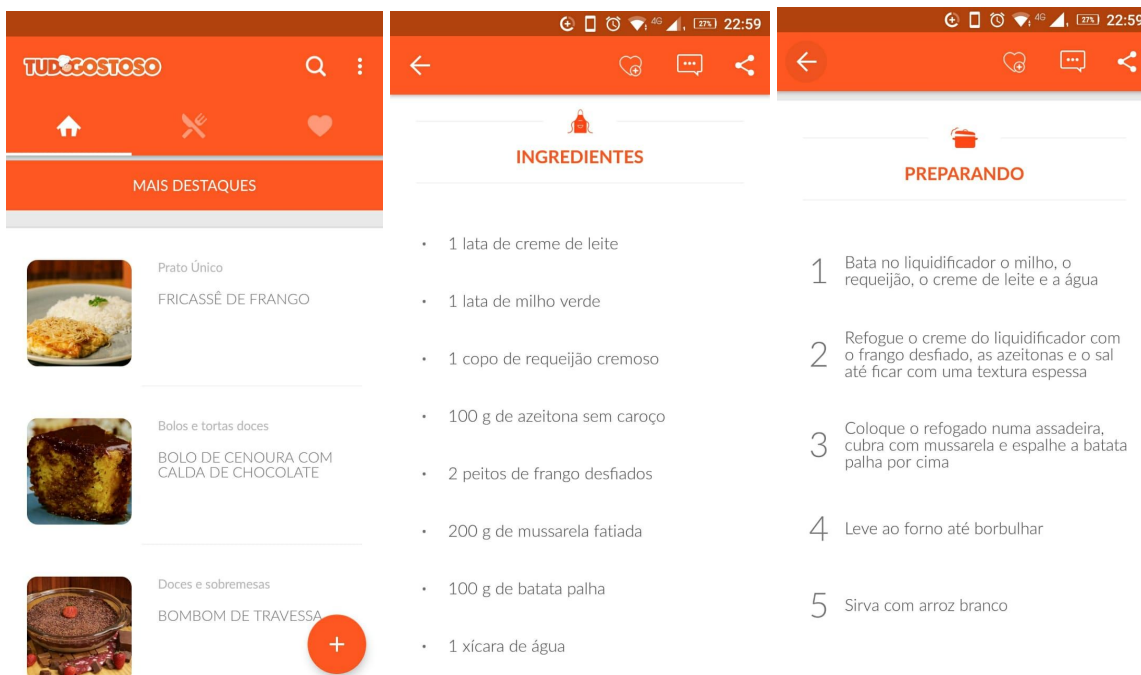 TUDOGOSTOSO
MAIS DESTAQUES
Prato Único
FRICASSÊ DE FRANGO
Bolos e tortas doces
BOLO DE CENOURA COM
CALDA DE CHOCOLATE
Doces e sobremesas
BOMBOM DE TRAVESSA
+
4G 27% 22:59
INGREDIENTES
• 1 lata de creme de leite
• 1 lata de milho verde
• 1 copo de requeijão cremoso
• 100 g de azeitona sem caroço
• 2 peitos de frango desfiados
• 200 g de mussarela fatiada
• 100 g de batata palha
• 1 xícara de água
4G 27% 22:59
PREPARANDO
1 Bata no liquidificador o milho, o
requeijão, o creme de leite e a água
2 Refogue o creme do liquidificador com
o frango desfiado, as azeitonas e o sal
até ficar com uma textura espessa
3 Coloque o refogado numa assadeira,
cubra com mussarela e espalhe a batata
palha por cima
4 Leve ao forno até borbulhar
5 Sirva com arroz branco